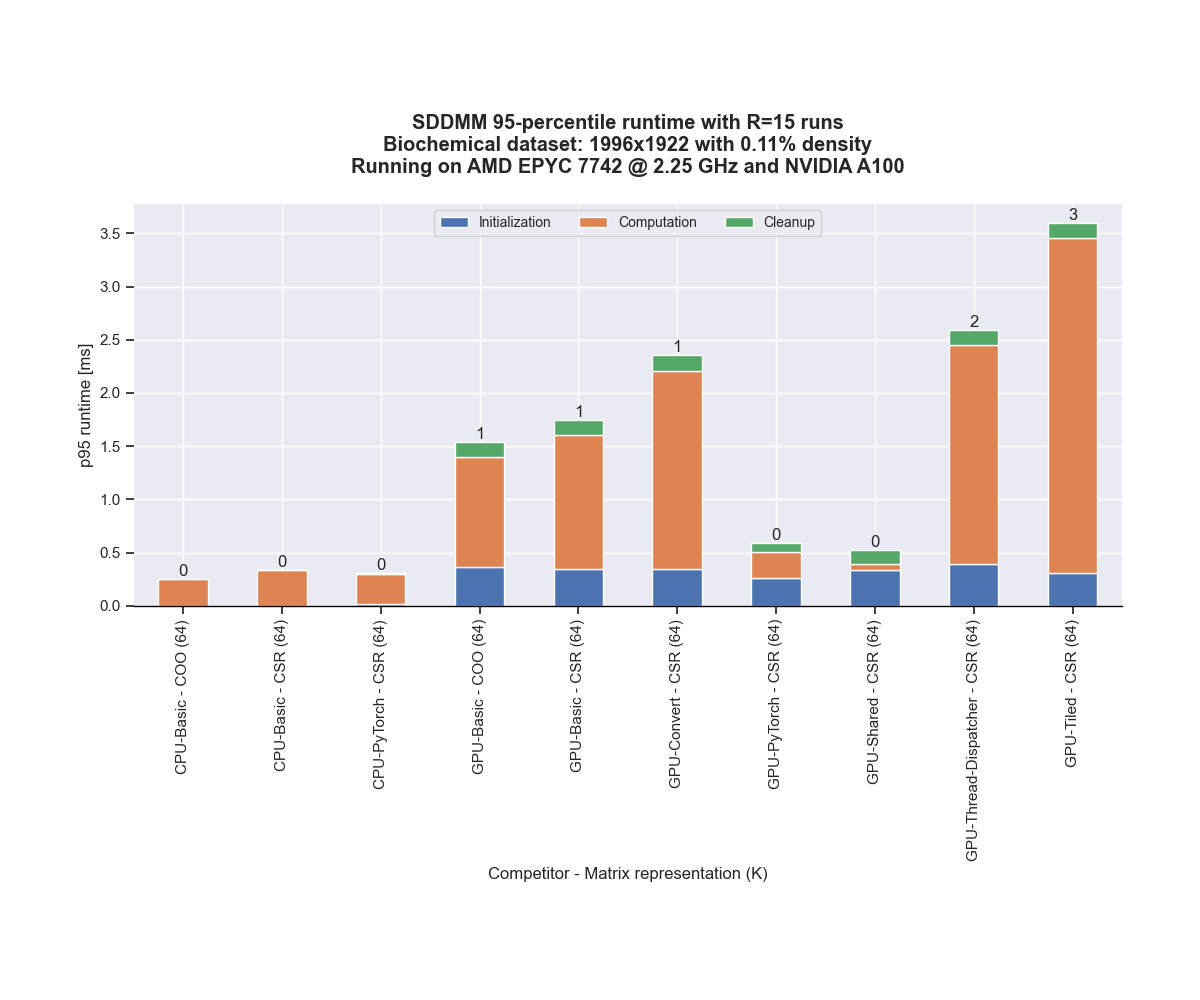 SDDMM 95-percentile runtime with R=15 runs
Biochemical dataset: 1996x1922 with 0.11% density
Running on AMD EPYC 7742 @ 2.25 GHz and NVIDIA A100
Initialization
Computation
Cleanup
p95 runtime [ms]
3.5
3.0
2.5
2.0
1.5
1.0
0.5
0.0
0
0
0
1
1
1
0
0
2
3
CPU-Basic - COO (64)
CPU-Basic - CSR (64)
CPU-PyTorch - CSR (64)
GPU-Basic - COO (64)
GPU-Basic - CSR (64)
GPU-Convert - CSR (64)
GPU-PyTorch - CSR (64)
GPU-Shared - CSR (64)
GPU-Thread-Dispatcher - CSR (64)
GPU-Tiled - CSR (64)
Competitor - Matrix representation (K)